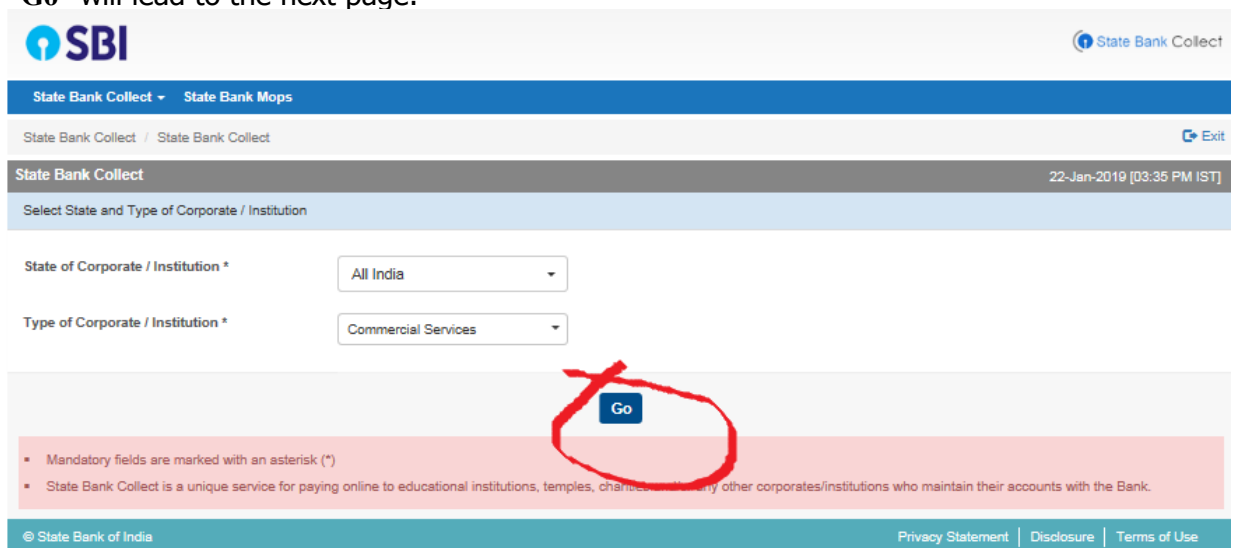 "Go" will lead to the next page.
SBI
State Bank Collect
State Bank Collect State Bank Mops
State Bank Collect / State Bank Collect
Exit
State Bank Collect
22-Jan-2019 [03:35 PM IST]
Select State and Type of Corporate / Institution
State of Corporate / Institution *
All India
Type of Corporate / Institution *
Commercial Services
Go
Mandatory fields are marked with an asterisk (*)
State Bank Collect is a unique service for paying online to educational institutions, temples, other corporates/institutions who maintain their accounts with the Bank.
© State Bank of India
Privacy Statement | Disclosure | Terms of Use